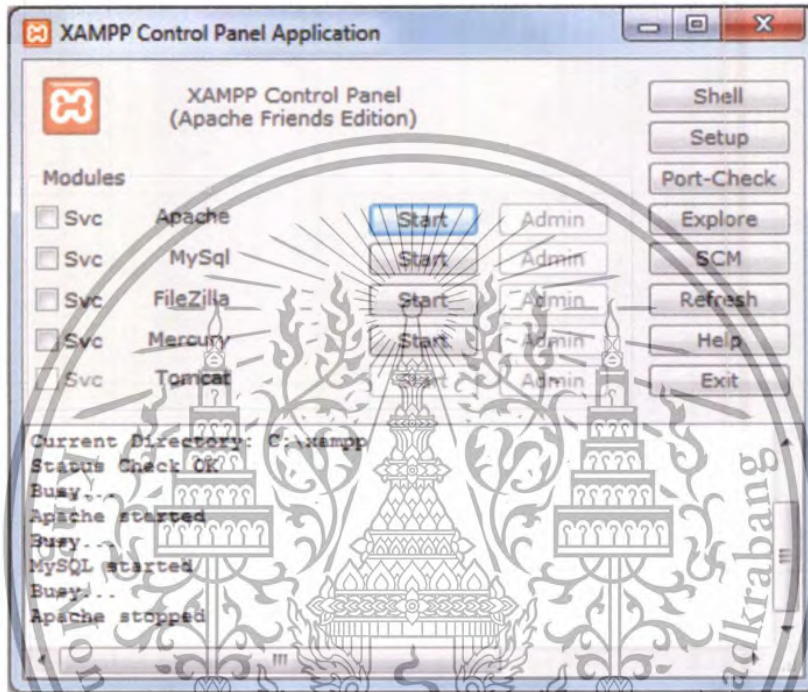 XAMPP Control Panel Application
XAMPP Control Panel
(Apache Friends Edition)
Shell
Setup
Port-Check
Explore
SCM
Refresh
Help
Exit
Modules
Svc Apache Start Admin
Svc MySql Start Admin
Svc FileZilla Start Admin
Svc Mercury Start Admin
Svc Tomcat Start Admin
Current Directory: C:\xampp
Status Check OK
Busy...
Apache started
Busy...
MySQL started
Busy...
Apache stopped